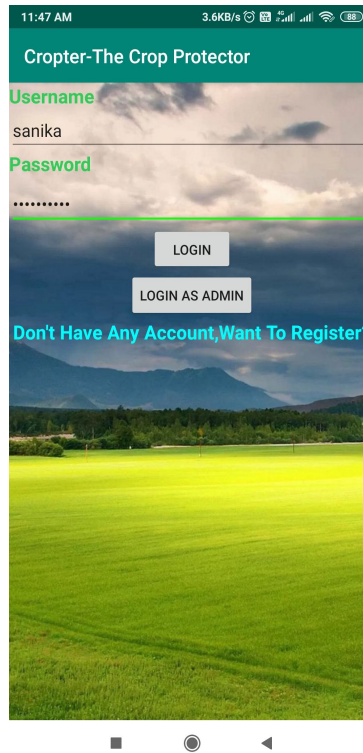 11:47 AM 3.6KB/s 4G 88
Cropter-The Crop Protector
Username
sanika
Password
••••••••••
LOGIN
LOGIN AS ADMIN
Don't Have Any Account,Want To Register?